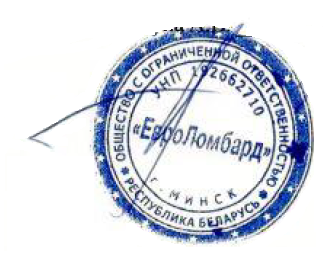 ОБЩЕСТВО С ОГРАНИЧЕННОЙ ОТВЕТСТВЕННОСТЬЮ
УНП 192662710
«ЕвроЛомбард»
г. МИНСК
* РЕСПУБЛИКА БЕЛАРУСЬ *